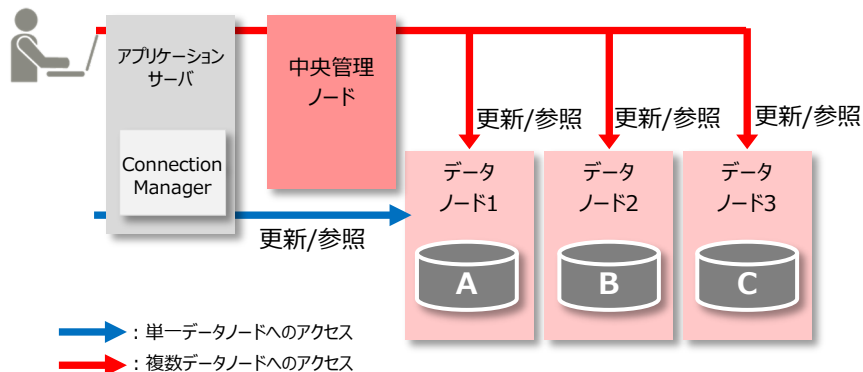 アプリケーション
サーバ
中央管理
ノード
Connection
Manager
更新/参照
更新/参照
更新/参照
更新/参照
データ
ノード1
データ
ノード2
データ
ノード3
A
B
C
：単一データノードへのアクセス
：複数データノードへのアクセス